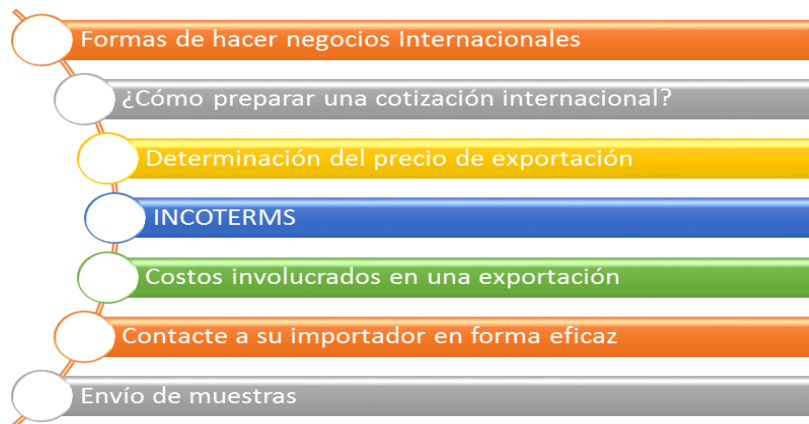 Formas de hacer negocios Internacionales
¿Cómo preparar una cotización internacional?
Determinación del precio de exportación
INCOTERMS
Costos involucrados en una exportación
Contacte a su importador en forma eficaz
Envío de muestras